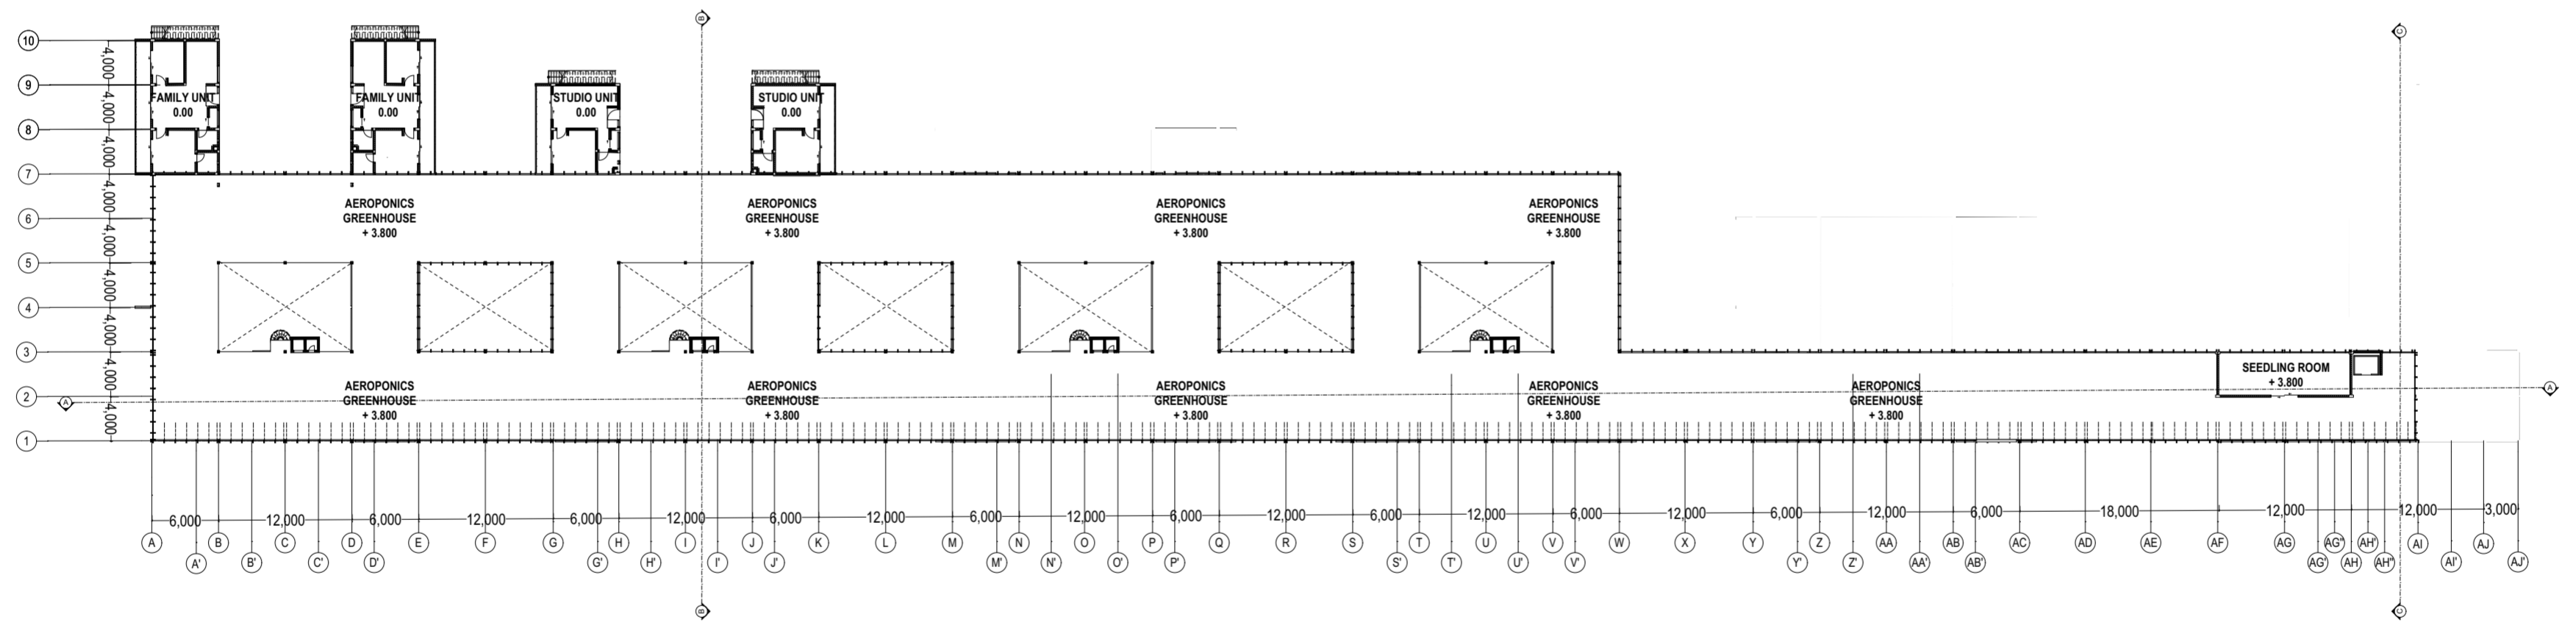 B
C
10
9
8
7
6
5
4
3
2
1
4,000
4,000
4,000
4,000
4,000
4,000
4,000
4,000
4,000
FAMILY UNIT
0.00
FAMILY UNIT
0.00
STUDIO UNIT
0.00
STUDIO UNIT
0.00
AEROPONICS
GREENHOUSE
+ 3.800
AEROPONICS
GREENHOUSE
+ 3.800
AEROPONICS
GREENHOUSE
+ 3.800
AEROPONICS
GREENHOUSE
+ 3.800
AEROPONICS
GREENHOUSE
+ 3.800
AEROPONICS
GREENHOUSE
+ 3.800
AEROPONICS
GREENHOUSE
+ 3.800
AEROPONICS
GREENHOUSE
+ 3.800
AEROPONICS
GREENHOUSE
+ 3.800
SEEDLING ROOM
+ 3.800
A
A
6,000 12,000 6,000 12,000 6,000 12,000 6,000 12,000 6,000 12,000 6,000 12,000 6,000 12,000 6,000 12,000 6,000 12,000 6,000 18,000 12,000 12,000 3,000
A B C D E F G H I J K L M N O P Q R S T U V W X Y Z AA AB AC AD AE AF AG AG" AH' AI AJ
A' B' C' D' G' H' I' J' M' N' O' P' S' T' U' V' Y' Z' AA' AB' AG' AH AH" AI' AJ'
B
C